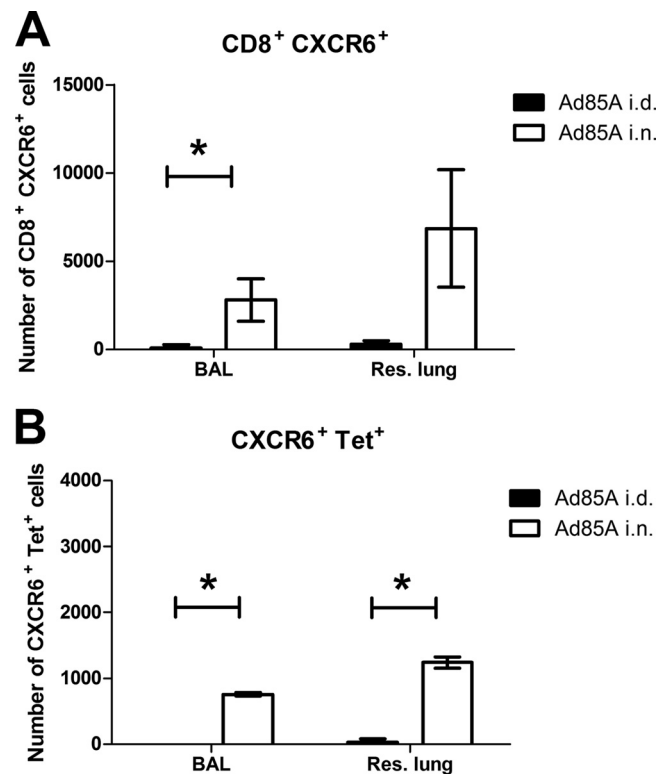 A
CD8⁺ CXCR6⁺
Number of CD8⁺ CXCR6⁺ cells
15000
10000
5000
0
*
BAL
Res. lung
Ad85A i.d.
Ad85A i.n.
B
CXCR6⁺ Tet⁺
Number of CXCR6⁺ Tet⁺ cells
4000
3000
2000
1000
0
*
*
BAL
Res. lung
Ad85A i.d.
Ad85A i.n.